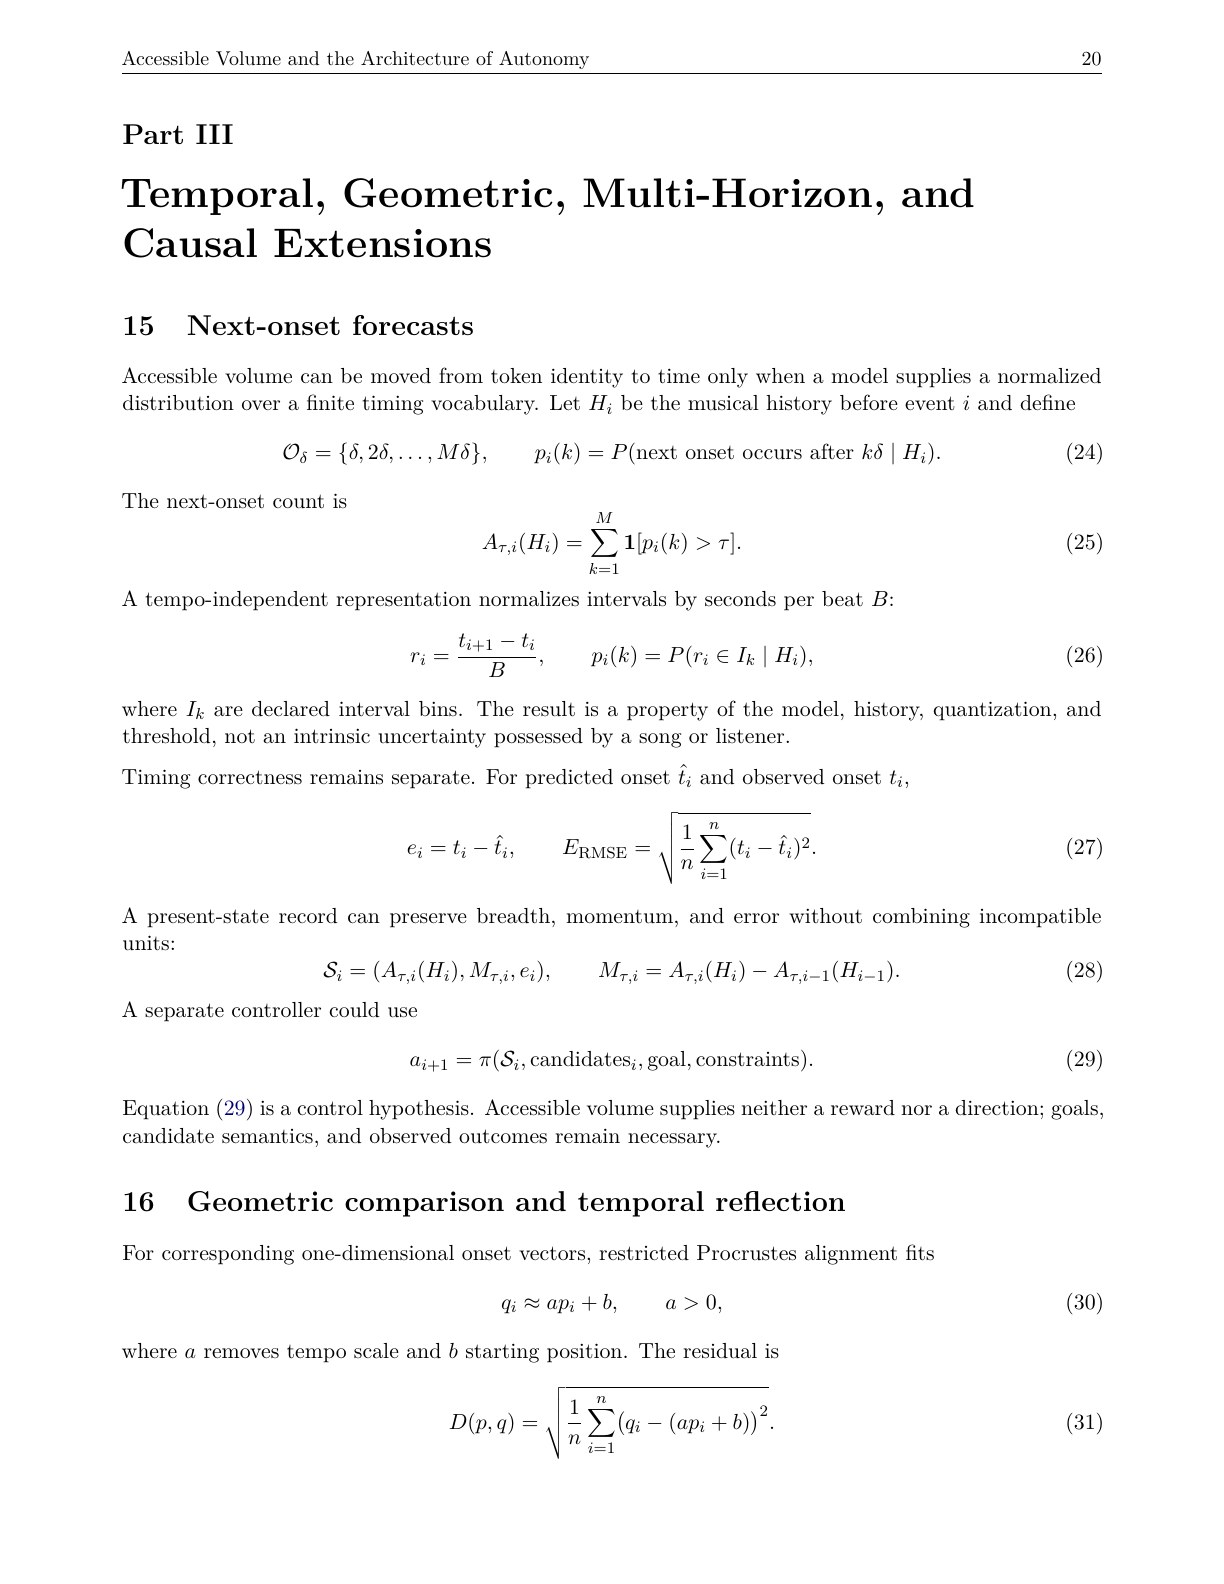 Accessible Volume and the Architecture of Autonomy 20
Part III
Temporal, Geometric, Multi-Horizon, and
Causal Extensions
15 Next-onset forecasts
Accessible volume can be moved from token identity to time only when a model supplies a normalized
distribution over a finite timing vocabulary. Let H_i be the musical history before event i and define
𝒪_δ = {δ, 2δ, . . . , Mδ}, p_i(k) = P(next onset occurs after kδ | H_i). (24)
The next-onset count is
A_{τ,i}(H_i) = ∑_{k=1}^{M} 𝟏[p_i(k) > τ]. (25)
A tempo-independent representation normalizes intervals by seconds per beat B:
r_i = (t_{i+1} − t_i)/B, p_i(k) = P(r_i ∈ I_k | H_i), (26)
where I_k are declared interval bins. The result is a property of the model, history, quantization, and
threshold, not an intrinsic uncertainty possessed by a song or listener.
Timing correctness remains separate. For predicted onset t̂_i and observed onset t_i,
e_i = t_i − t̂_i, E_RMSE = √(1/n ∑_{i=1}^{n} (t_i − t̂_i)²). (27)
A present-state record can preserve breadth, momentum, and error without combining incompatible
units:
𝒮_i = (A_{τ,i}(H_i), M_{τ,i}, e_i), M_{τ,i} = A_{τ,i}(H_i) − A_{τ,i−1}(H_{i−1}). (28)
A separate controller could use
a_{i+1} = π(𝒮_i, candidates_i, goal, constraints). (29)
Equation (29) is a control hypothesis. Accessible volume supplies neither a reward nor a direction; goals,
candidate semantics, and observed outcomes remain necessary.
16 Geometric comparison and temporal reflection
For corresponding one-dimensional onset vectors, restricted Procrustes alignment fits
q_i ≈ ap_i + b, a > 0, (30)
where a removes tempo scale and b starting position. The residual is
D(p, q) = √(1/n ∑_{i=1}^{n} (q_i − (ap_i + b))²). (31)